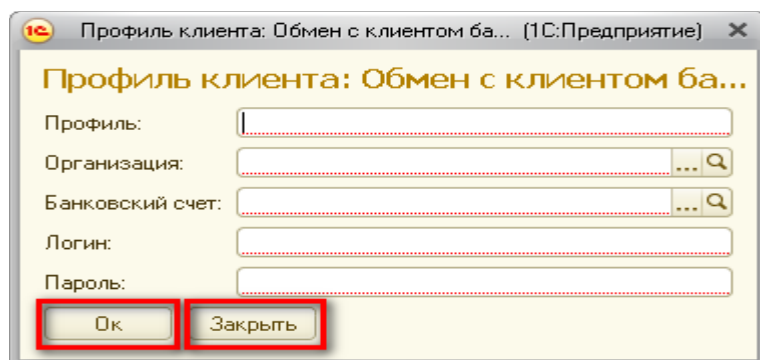 1С Профиль клиента: Обмен с клиентом ба... (1С:Предприятие)
Профиль клиента: Обмен с клиентом ба...
Профиль:
Организация: ...
Банковский счет: ...
Логин:
Пароль:
Ок Закрыть